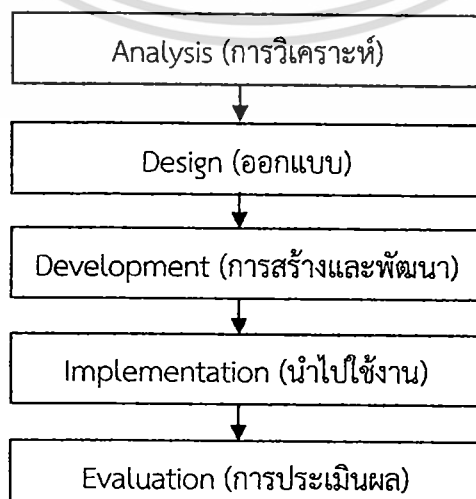 Analysis (การวิเคราะห์)
Design (ออกแบบ)
Development (การสร้างและพัฒนา)
Implementation (นำไปใช้งาน)
Evaluation (การประเมินผล)